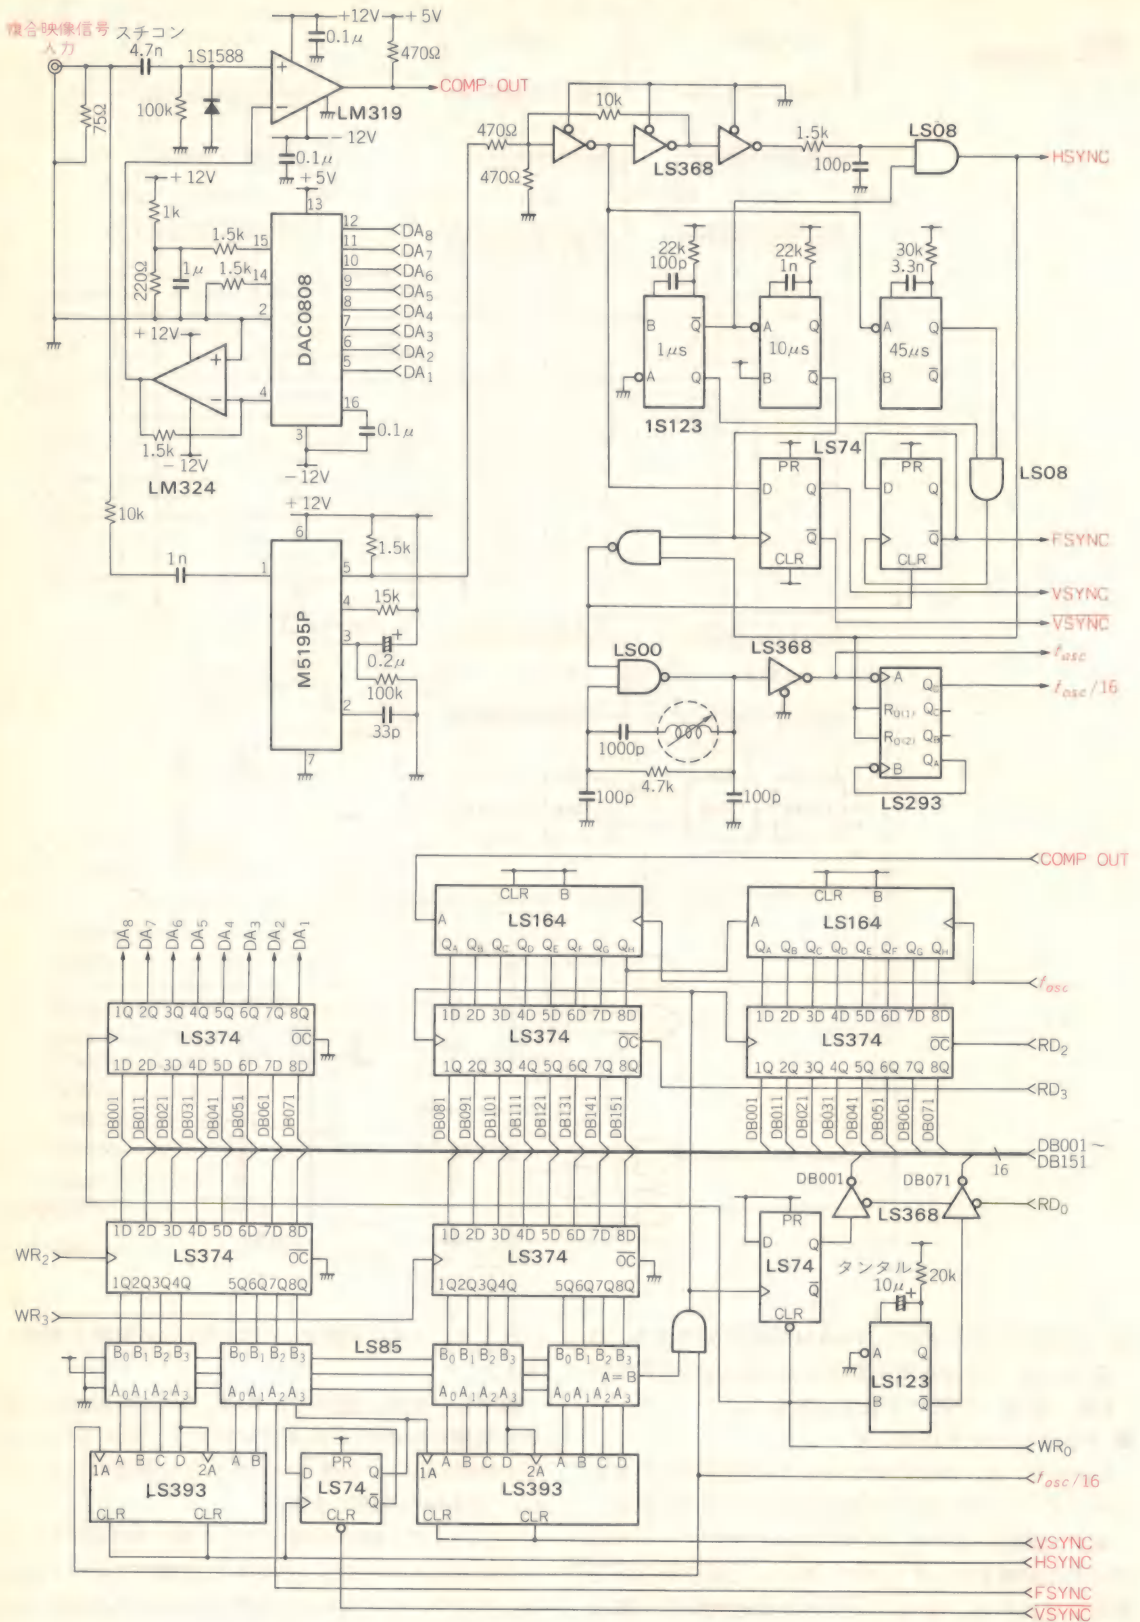 複合映像信号
入力
スチコン
4.7n
1S1588
75Ω
100k
+12V
+5V
0.1μ
470Ω
COMP OUT
LM319
-12V
0.1μ
+5V
+12V
1k
220Ω
1μ
1.5k
1.5k
13
15
14
2
4
3
12
11
10
9
8
7
6
5
16
DA8
DA7
DA6
DA5
DA4
DA3
DA2
DA1
DAC0808
0.1μ
-12V
+12V
1.5k
-12V
LM324
10k
1n
+12V
6
1
5
4
3
2
7
M5195P
1.5k
15k
0.2μ
100k
33p
470Ω
470Ω
10k
LS368
1.5k
100p
LS08
HSYNC
22k
100p
22k
1n
30k
3.3n
B Q̅
1μs
A Q
1S123
A Q
10μs
B Q̅
A Q
45μs
B Q̅
LS74
PR
D Q
Q̅
CLR
PR
D Q
Q̅
CLR
LS08
FSYNC
VSYNC
V̅S̅Y̅N̅C̅
LS00
LS368
fosc
fosc/16
1000p
4.7k
100p
100p
A QD
R0(1) QC
R0(2) QB
B QA
LS293
COMP OUT
CLR B
A LS164
QA QB QC QD QE QF QG QH
CLR B
A LS164
QA QB QC QD QE QF QG QH
fosc
DA8 DA7 DA6 DA5 DA4 DA3 DA2 DA1
1Q 2Q 3Q 4Q 5Q 6Q 7Q 8Q
LS374 O̅C̅
1D 2D 3D 4D 5D 6D 7D 8D
1D 2D 3D 4D 5D 6D 7D 8D
LS374 O̅C̅
1Q 2Q 3Q 4Q 5Q 6Q 7Q 8Q
1D 2D 3D 4D 5D 6D 7D 8D
LS374 O̅C̅
1Q 2Q 3Q 4Q 5Q 6Q 7Q 8Q
RD2
RD3
DB001 DB011 DB021 DB031 DB041 DB051 DB061 DB071
DB081 DB091 DB101 DB111 DB121 DB131 DB141 DB151
DB001 DB011 DB021 DB031 DB041 DB051 DB061 DB071
16
DB001～
DB151
DB001
DB071
LS368
RD0
WR2
1D 2D 3D 4D 5D 6D 7D 8D
LS374 O̅C̅
1Q 2Q 3Q 4Q 5Q 6Q 7Q 8Q
1D 2D 3D 4D 5D 6D 7D 8D
LS374 O̅C̅
1Q 2Q 3Q 4Q 5Q 6Q 7Q 8Q
PR
D Q
LS74
Q̅
CLR
タンタル
10μ
+
20k
A Q
LS123
B Q̅
WR3
LS85
B0 B1 B2 B3
A0 A1 A2 A3
B0 B1 B2 B3
A0 A1 A2 A3
B0 B1 B2 B3
A0 A1 A2 A3
B0 B1 B2 B3
A=B
A0 A1 A2 A3
1A A B C D 2A A B
LS393
CLR CLR
PR
D Q
LS74 Q̅
CLR
1A A B C D 2A A B C D
LS393
CLR CLR
WR0
fosc/16
VSYNC
HSYNC
FSYNC
V̅S̅Y̅N̅C̅